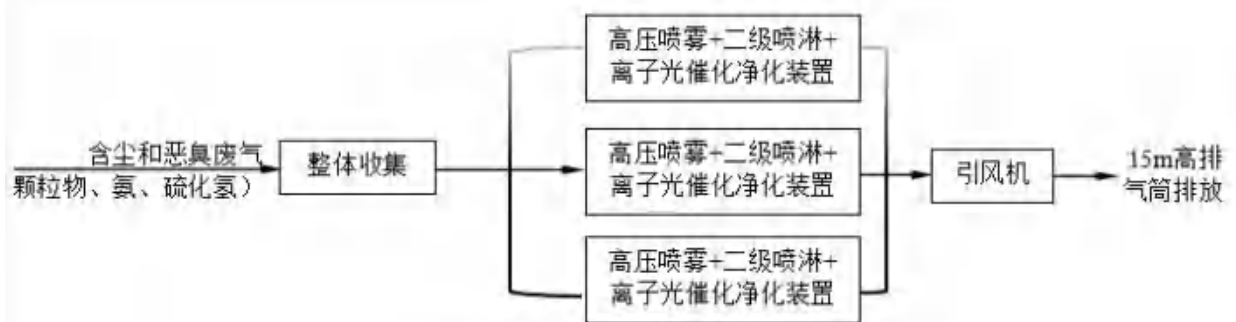 高压喷雾+二级喷淋+
离子光催化净化装置
含尘和恶臭废气
颗粒物、氨、硫化氢）
整体收集
高压喷雾+二级喷淋+
离子光催化净化装置
引风机
15m高排
气筒排放
高压喷雾+二级喷淋+
离子光催化净化装置